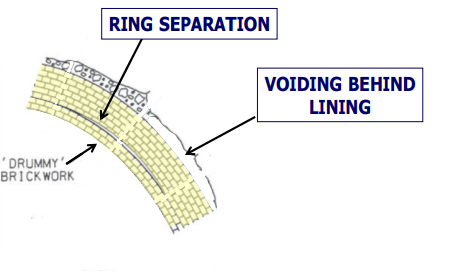 RING SEPARATION
VOIDING BEHIND
LINING
'DRUMMY'
BRICKWORK